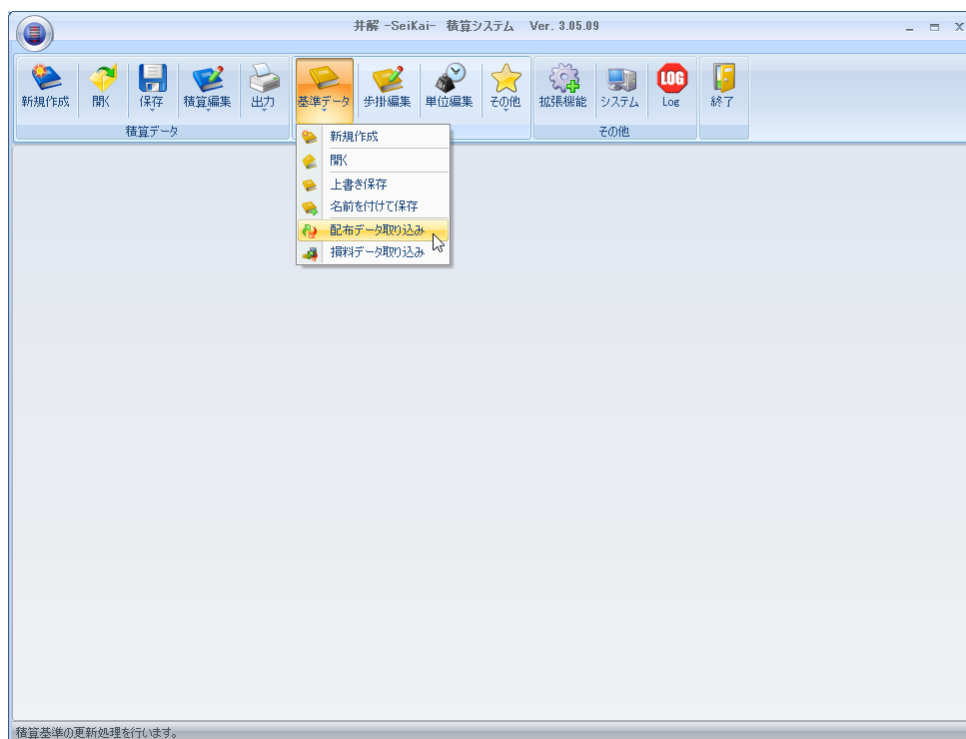 井解 -SeiKai- 積算システム Ver. 3.05.09
新規作成 開く 保存 積算編集 出力 基準データ 歩掛編集 単位編集 その他 拡張機能 システム LOG Log 終了
積算データ その他
新規作成
開く
上書き保存
名前を付けて保存
配布データ取り込み
損料データ取り込み
積算基準の更新処理を行います。